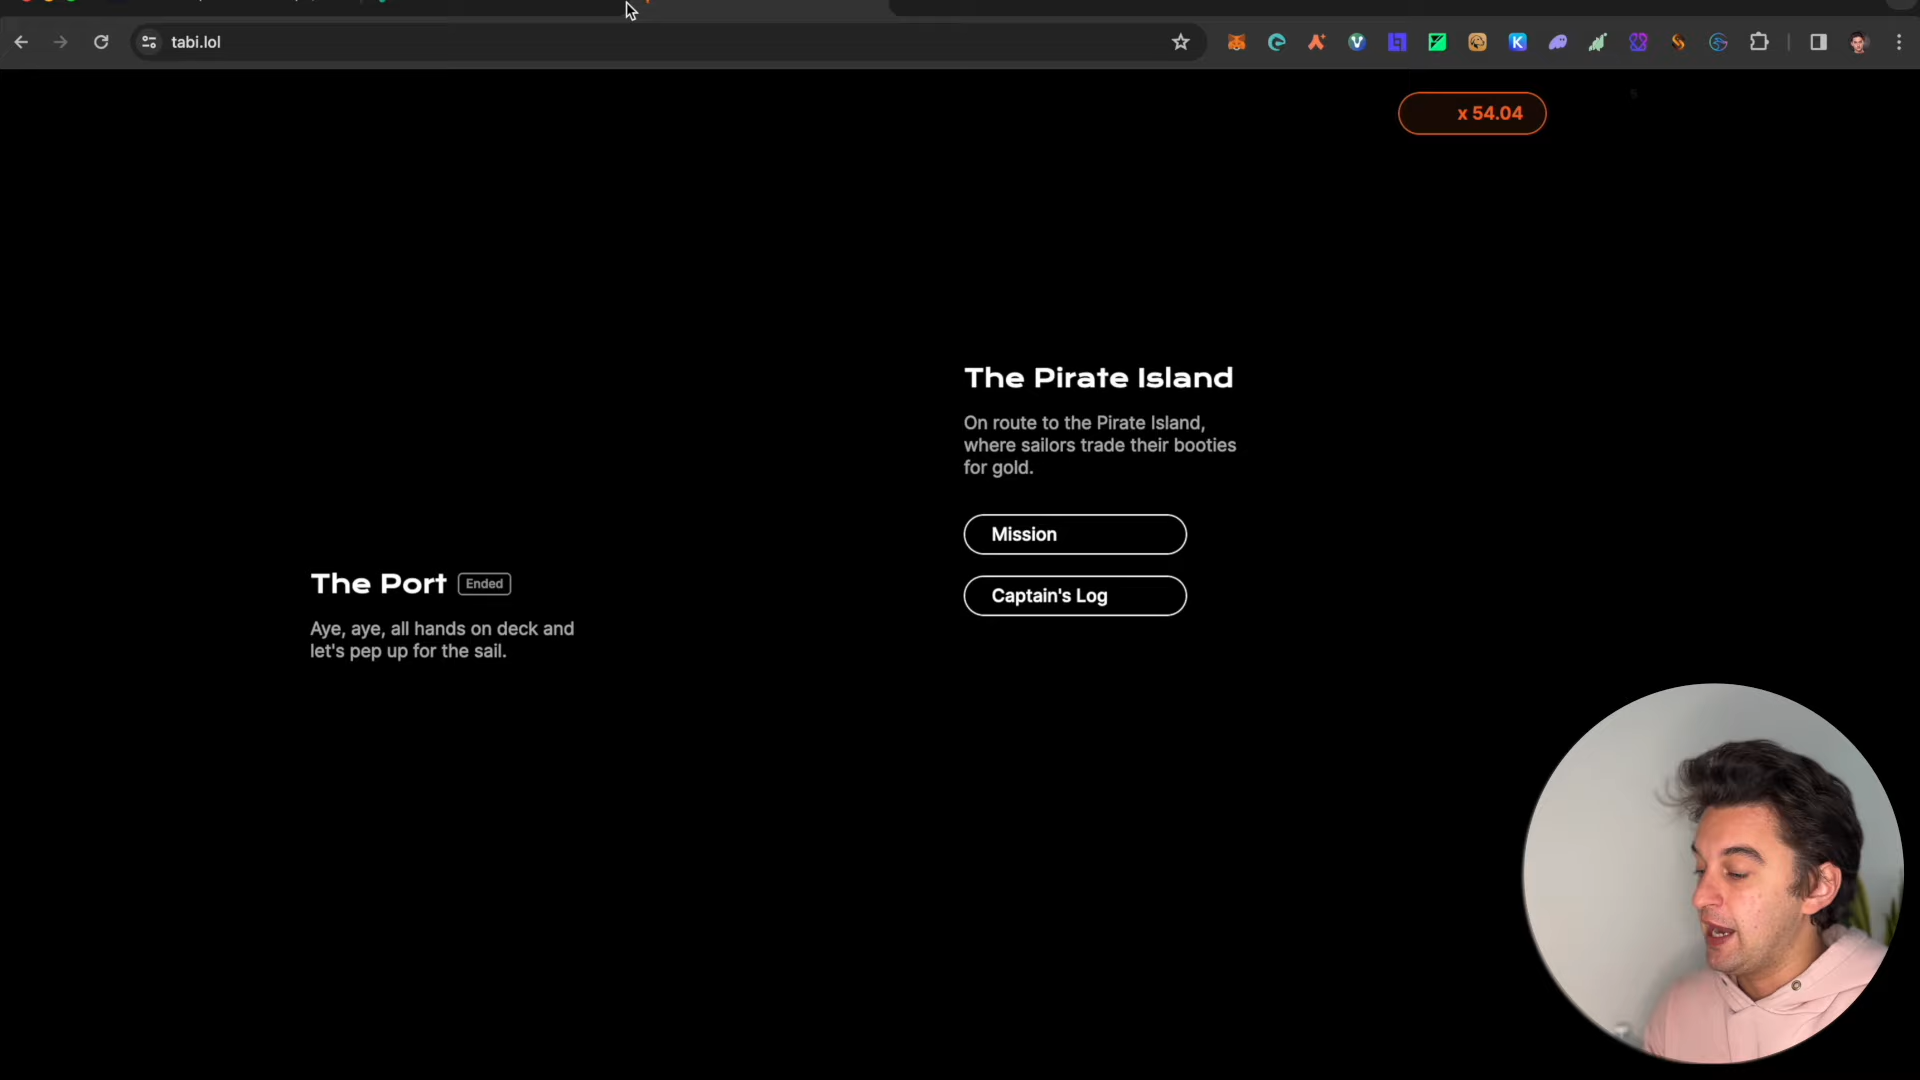 tabi.lol
x 54.04
The Pirate Island
On route to the Pirate Island,
where sailors trade their booties
for gold.
Mission
Captain's Log
The Port
Ended
Aye, aye, all hands on deck and
let's pep up for the sail.